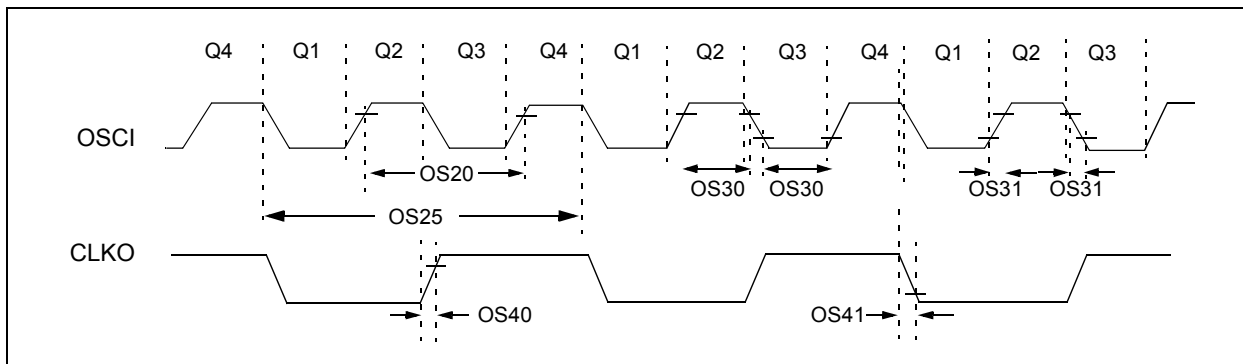 Q4 Q1 Q2 Q3 Q4 Q1 Q2 Q3 Q4 Q1 Q2 Q3
OSCI
OS20 OS30 OS30 OS31 OS31
OS25
CLKO
OS40 OS41